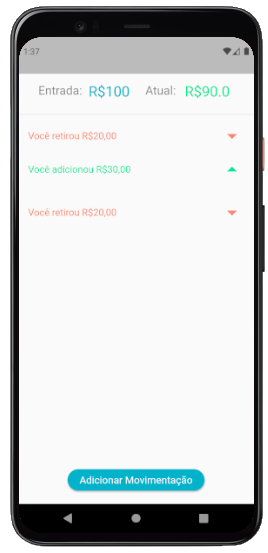 1:37
Entrada: R$100 Atual: R$90.0
Você retirou R$20,00
Você adicionou R$30,00
Você retirou R$20,00
Adicionar Movimentação